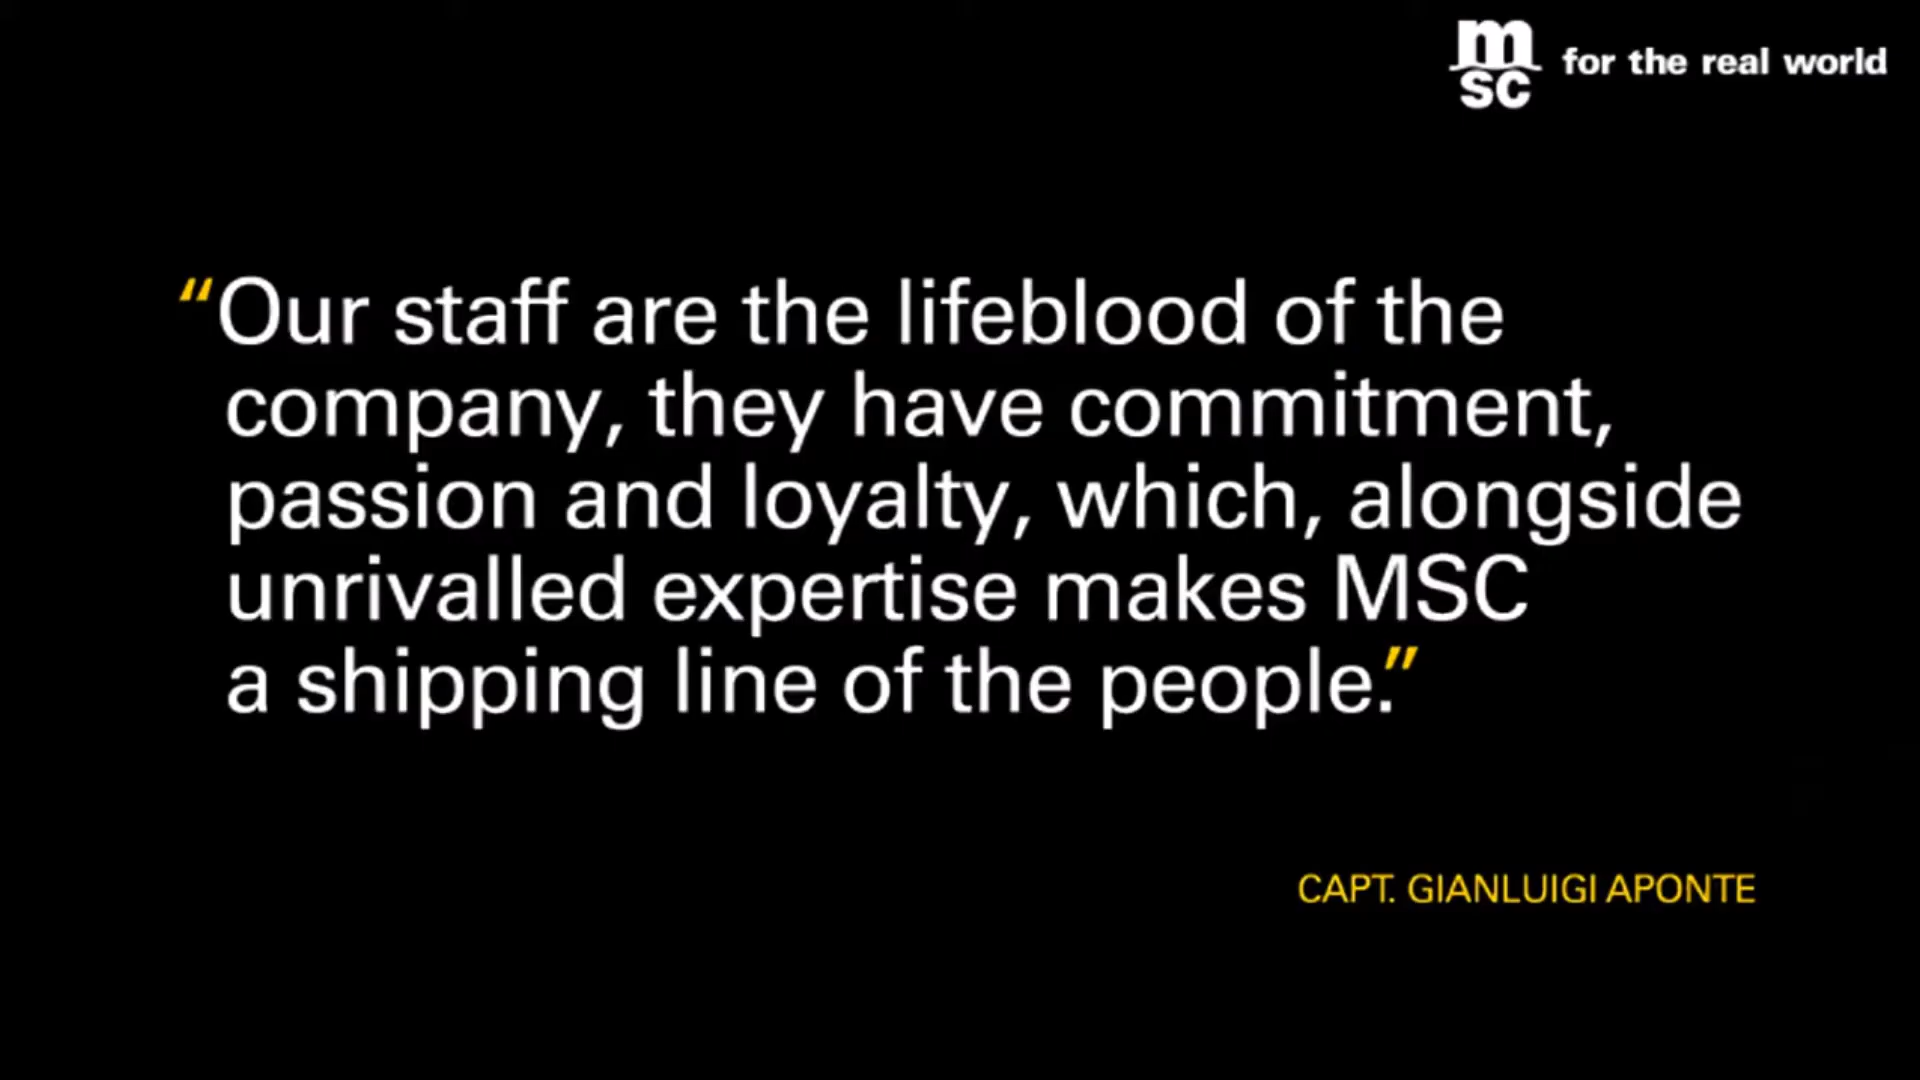 msc for the real world
“Our staff are the lifeblood of the
company, they have commitment,
passion and loyalty, which, alongside
unrivalled expertise makes MSC
a shipping line of the people.”
CAPT. GIANLUIGI APONTE